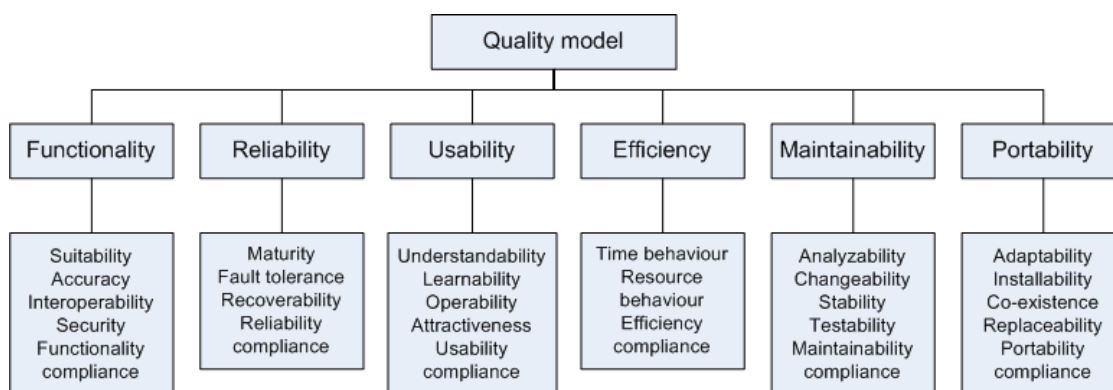 Quality model
Functionality
Reliability
Usability
Efficiency
Maintainability
Portability
Suitability
Accuracy
Interoperability
Security
Functionality
compliance
Maturity
Fault tolerance
Recoverability
Reliability
compliance
Understandability
Learnability
Operability
Attractiveness
Usability
compliance
Time behaviour
Resource
behaviour
Efficiency
compliance
Analyzability
Changeability
Stability
Testability
Maintainability
compliance
Adaptability
Installability
Co-existence
Replaceability
Portability
compliance